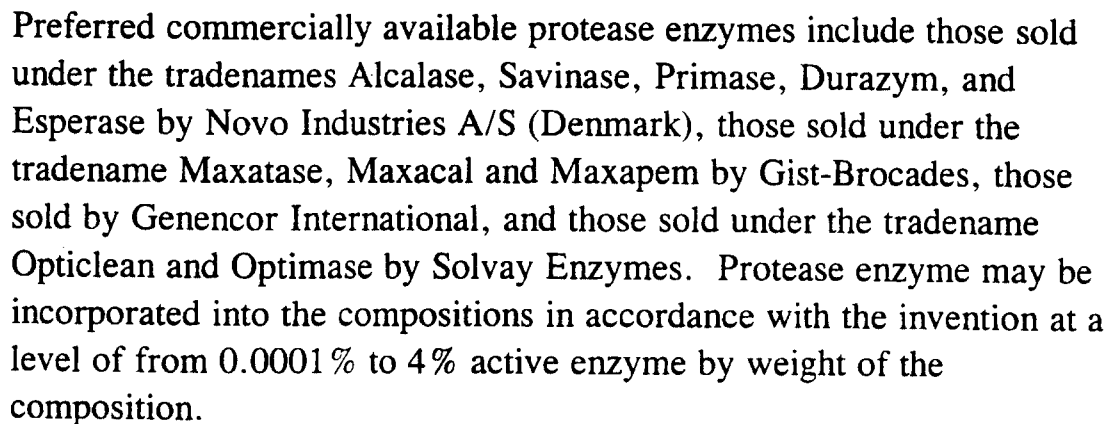 Preferred commercially available protease enzymes include those sold
under the tradenames Alcalase, Savinase, Primase, Durazym, and
Esperase by Novo Industries A/S (Denmark), those sold under the
tradename Maxatase, Maxacal and Maxapem by Gist-Brocades, those
sold by Genencor International, and those sold under the tradename
Opticlean and Optimase by Solvay Enzymes. Protease enzyme may be
incorporated into the compositions in accordance with the invention at a
level of from 0.0001% to 4% active enzyme by weight of the
composition.